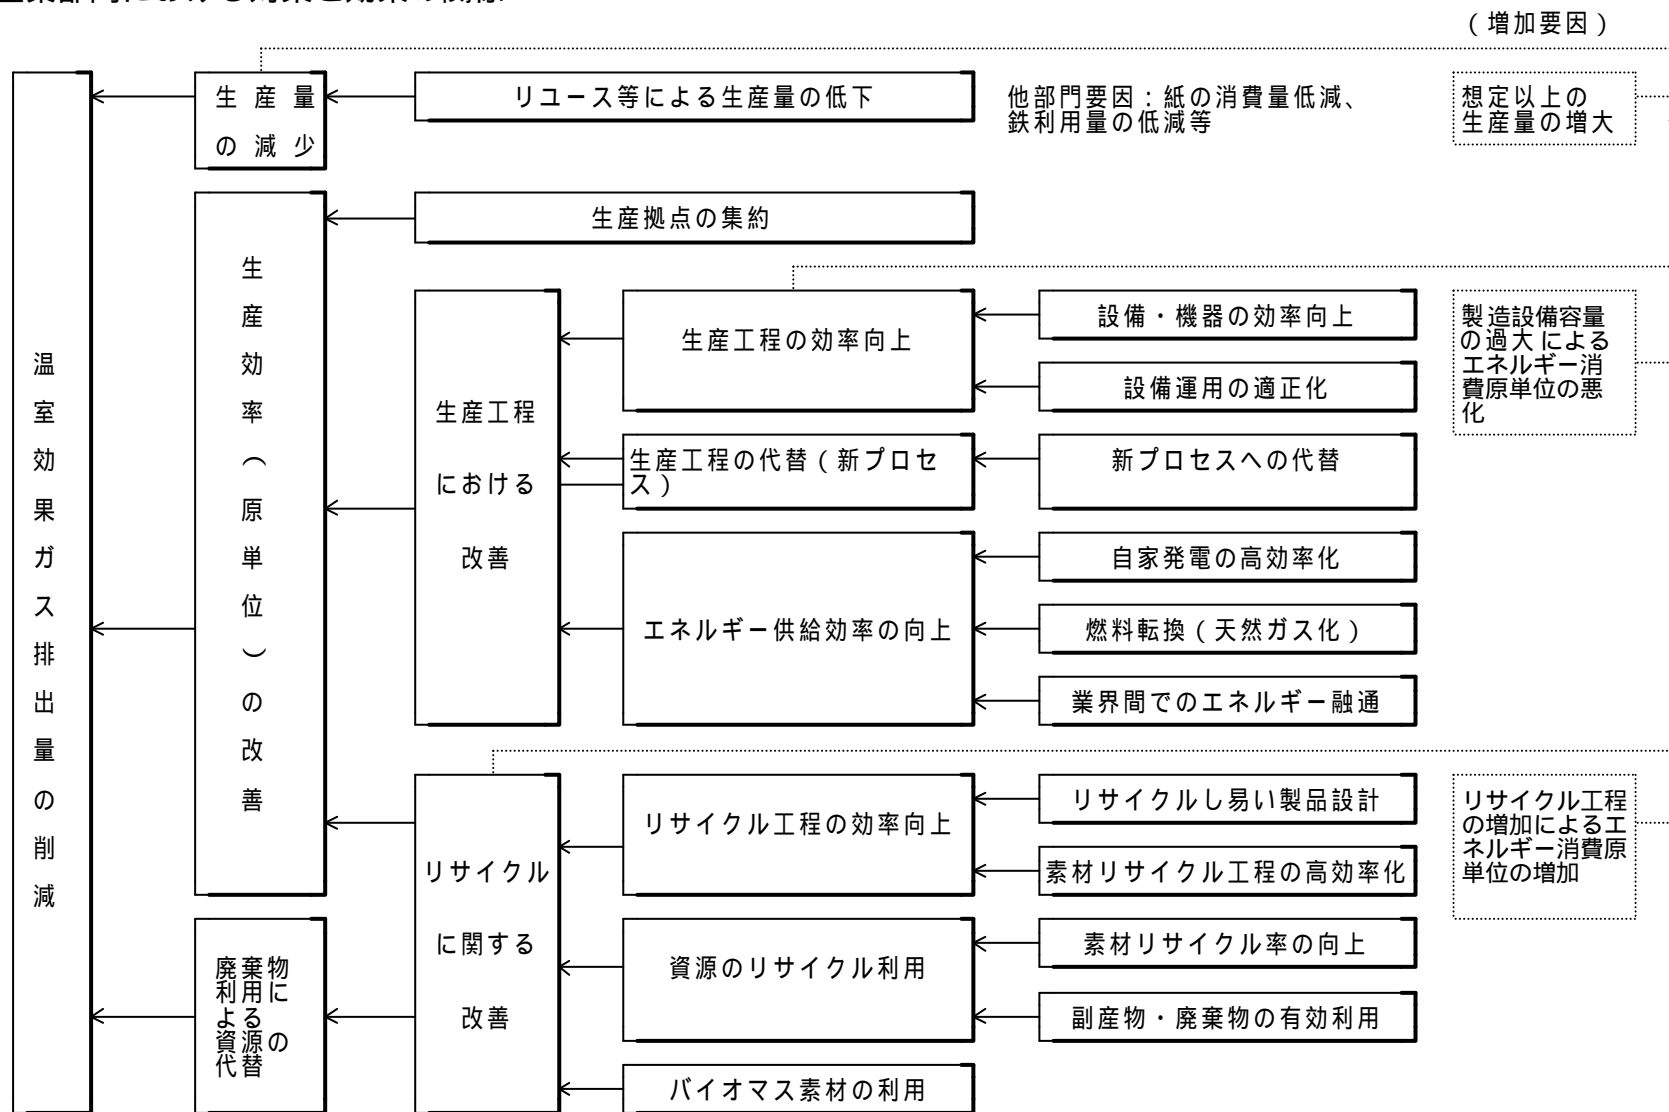 (増加要因)
温室効果ガス排出量の削減
生産量
の減少
リユース等による生産量の低下
他部門要因:紙の消費量低減、
鉄利用量の低減等
想定以上の
生産量の増大
生産効率(原単位)の改善
生産拠点の集約
生産工程
における
改善
生産工程の効率向上
設備・機器の効率向上
設備運用の適正化
製造設備容量
の過大による
エネルギー消
費原単位の悪
化
生産工程の代替(新プロセ
ス)
新プロセスへの代替
エネルギー供給効率の向上
自家発電の高効率化
燃料転換(天然ガス化)
業界間でのエネルギー融通
リサイクル
に関する
改善
リサイクル工程の効率向上
リサイクルし易い製品設計
素材リサイクル工程の高効率化
リサイクル工程
の増加によるエ
ネルギー消費原
単位の増加
廃棄物
利用に
よる
資源の
代替
資源のリサイクル利用
素材リサイクル率の向上
副産物・廃棄物の有効利用
バイオマス素材の利用